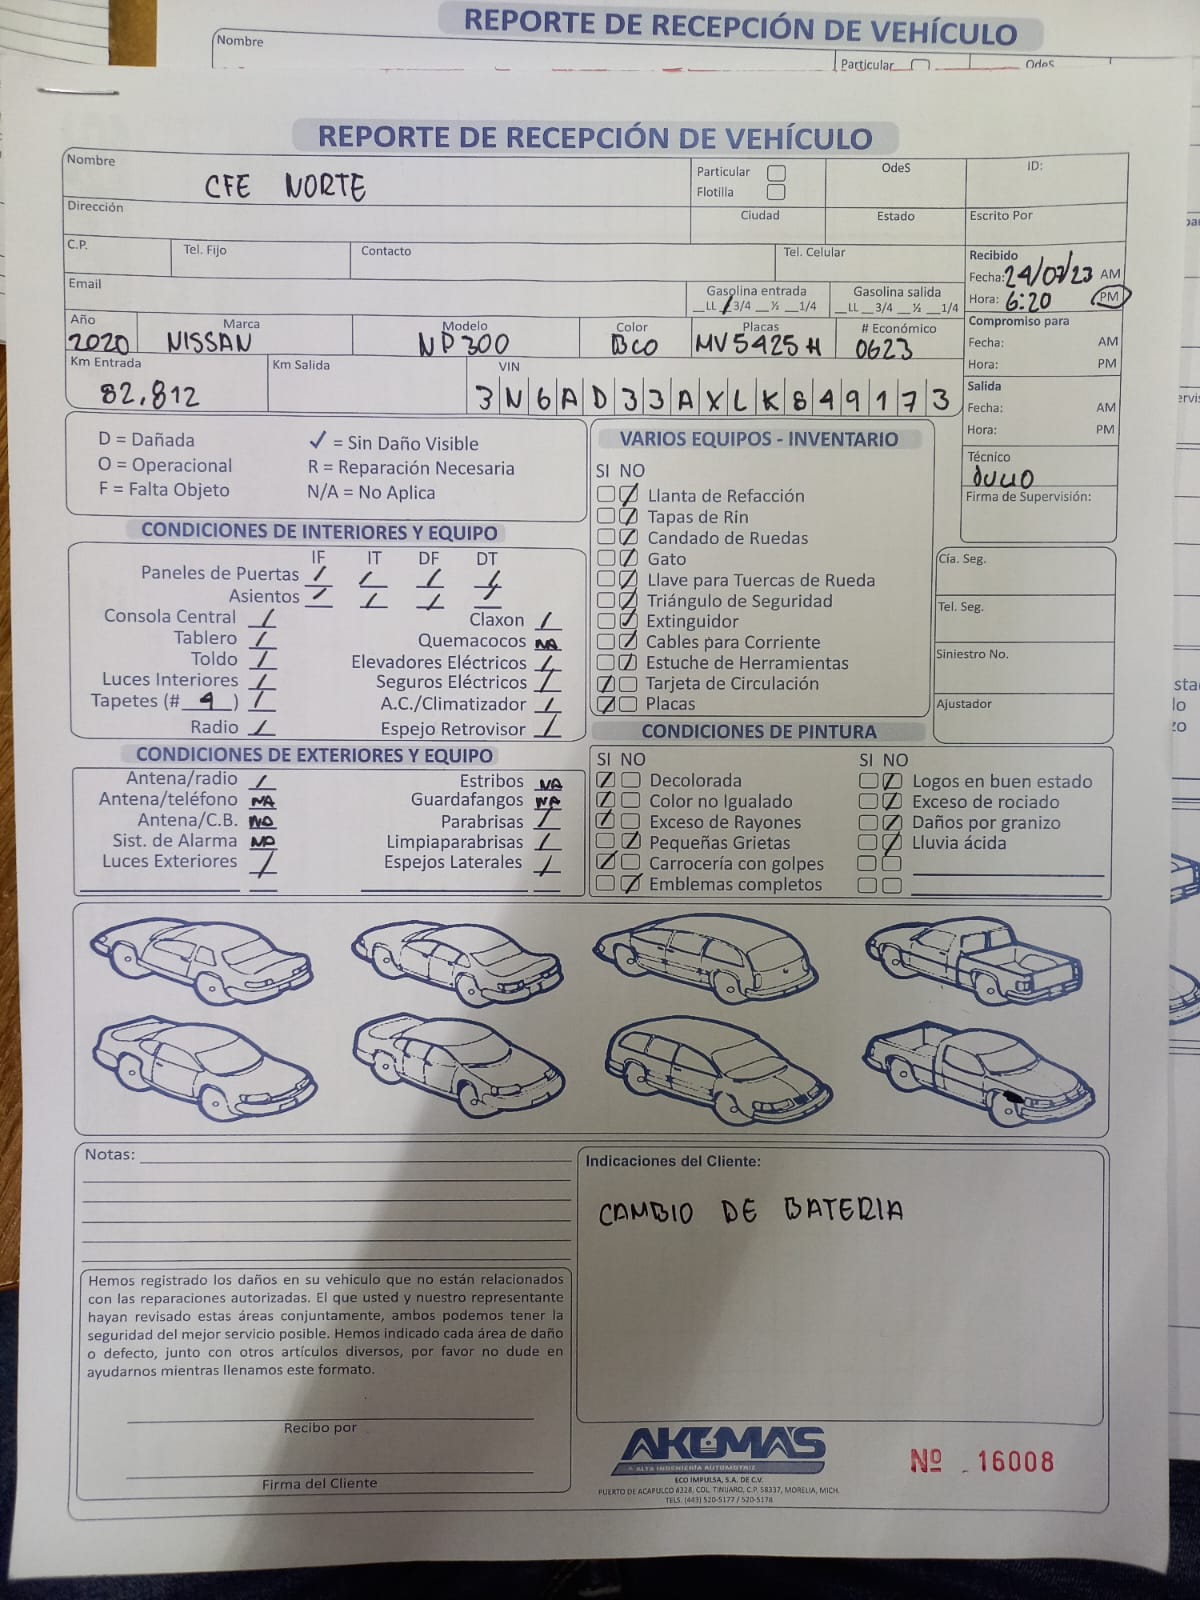 REPORTE DE RECEPCIÓN DE VEHÍCULO
Nombre
Particular
OdeS
REPORTE DE RECEPCIÓN DE VEHÍCULO
Nombre
CFE NORTE
Particular
Flotilla
OdeS
ID:
Dirección
Ciudad
Estado
Escrito Por
C.P.
Tel. Fijo
Contacto
Tel. Celular
Recibido
Fecha: 24/07/23 AM
Hora: 6:20 PM
Email
Gasolina entrada
__LL __3/4 __½ __1/4
Gasolina salida
__LL __3/4 __½ __1/4
Año
2020
Marca
NISSAN
Modelo
NP300
Color
BCO
Placas
MV5425H
# Económico
0623
Compromiso para
Fecha: AM
Hora: PM
Km Entrada
82,812
Km Salida
VIN
3N6AD33AXLK849173
Salida
Fecha: AM
Hora: PM
Técnico
JULIO
Firma de Supervisión:
D = Dañada
✓ = Sin Daño Visible
O = Operacional
R = Reparación Necesaria
F = Falta Objeto
N/A = No Aplica
VARIOS EQUIPOS - INVENTARIO
SI NO
Llanta de Refacción
Tapas de Rin
Candado de Ruedas
Gato
Llave para Tuercas de Rueda
Triángulo de Seguridad
Extinguidor
Cables para Corriente
Estuche de Herramientas
Tarjeta de Circulación
Placas
Cía. Seg.
Tel. Seg.
Siniestro No.
Ajustador
CONDICIONES DE INTERIORES Y EQUIPO
IF IT DF DT
Paneles de Puertas
Asientos
Consola Central
Claxon
Tablero
Quemacocos NA
Toldo
Elevadores Eléctricos
Luces Interiores
Seguros Eléctricos
Tapetes (# 4 )
A.C./Climatizador
Radio
Espejo Retrovisor
CONDICIONES DE EXTERIORES Y EQUIPO
Antena/radio
Estribos NA
Antena/teléfono NA
Guardafangos NA
Antena/C.B. NO
Parabrisas
Sist. de Alarma NO
Limpiaparabrisas
Luces Exteriores
Espejos Laterales
CONDICIONES DE PINTURA
SI NO
SI NO
Decolorada
Logos en buen estado
Color no Igualado
Exceso de rociado
Exceso de Rayones
Daños por granizo
Pequeñas Grietas
Lluvia ácida
Carrocería con golpes
Emblemas completos
Notas:
Indicaciones del Cliente:
CAMBIO DE BATERIA
Hemos registrado los daños en su vehiculo que no están relacionados
con las reparaciones autorizadas. El que usted y nuestro representante
hayan revisado estas áreas conjuntamente, ambos podemos tener la
seguridad del mejor servicio posible. Hemos indicado cada área de daño
o defecto, junto con otros artículos diversos, por favor no dude en
ayudarnos mientras llenamos este formato.
Recibo por
Firma del Cliente
AKUMA'S
ALTA INGENIERÍA AUTOMOTRIZ
ECO IMPULSA, S.A. DE C.V.
PUERTO DE ACAPULCO #328, COL. TINIJARO, C.P. 58337, MORELIA, MICH.
TELS. (443) 520-5177 / 520-5178
Nº 16008